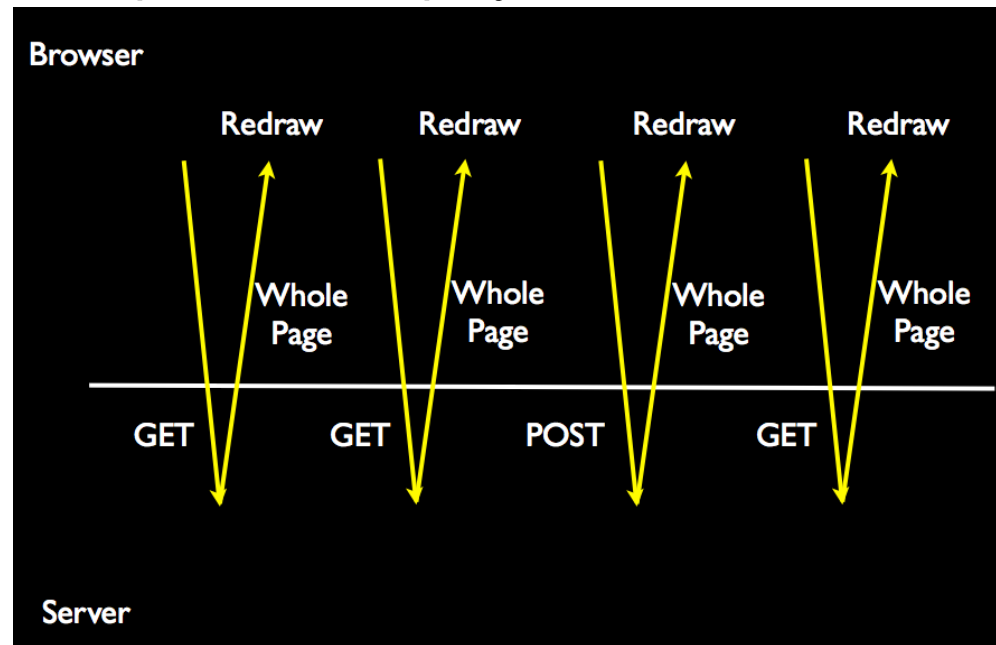 Browser
Redraw Redraw Redraw Redraw
Whole Whole Whole Whole
Page Page Page Page
GET GET POST GET
Server